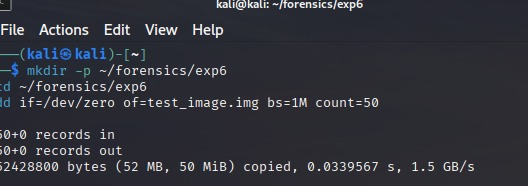 kali@kali: ~/forensics/exp6
File Actions Edit View Help
(kali㉿kali)-[~]
$ mkdir -p ~/forensics/exp6
cd ~/forensics/exp6
dd if=/dev/zero of=test_image.img bs=1M count=50
50+0 records in
50+0 records out
52428800 bytes (52 MB, 50 MiB) copied, 0.0339567 s, 1.5 GB/s